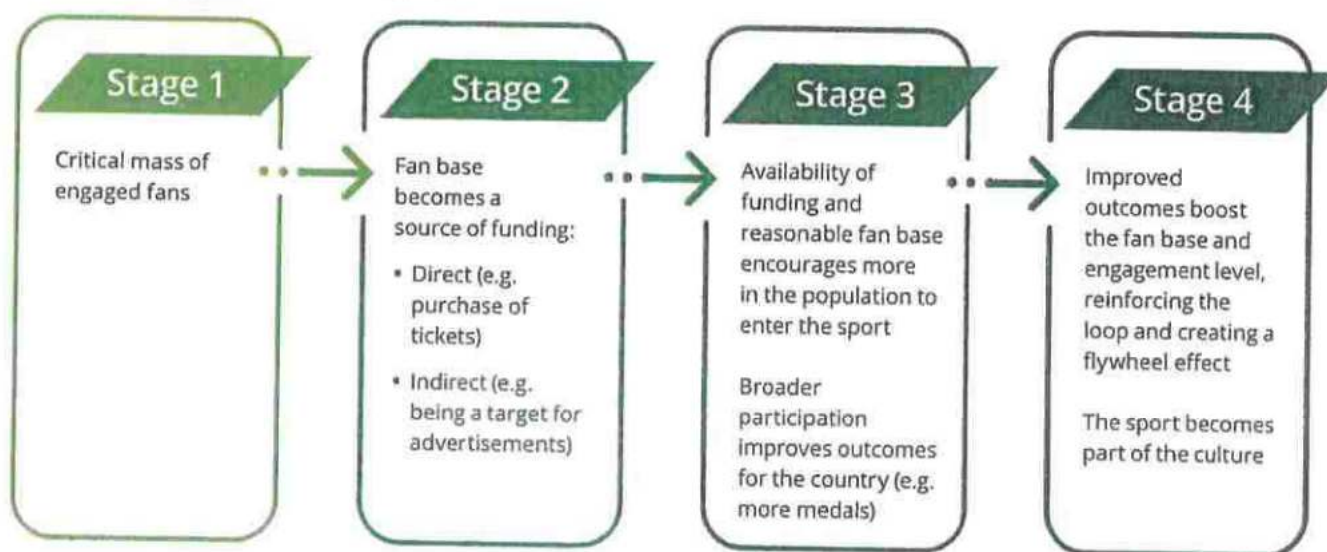 Stage 1
Critical mass of
engaged fans
Stage 2
Fan base
becomes a
source of funding:
• Direct (e.g.
purchase of
tickets)
• Indirect (e.g.
being a target for
advertisements)
Stage 3
Availability of
funding and
reasonable fan base
encourages more
in the population to
enter the sport
Broader
participation
improves outcomes
for the country (e.g.
more medals)
Stage 4
Improved
outcomes boost
the fan base and
engagement level,
reinforcing the
loop and creating a
flywheel effect
The sport becomes
part of the culture